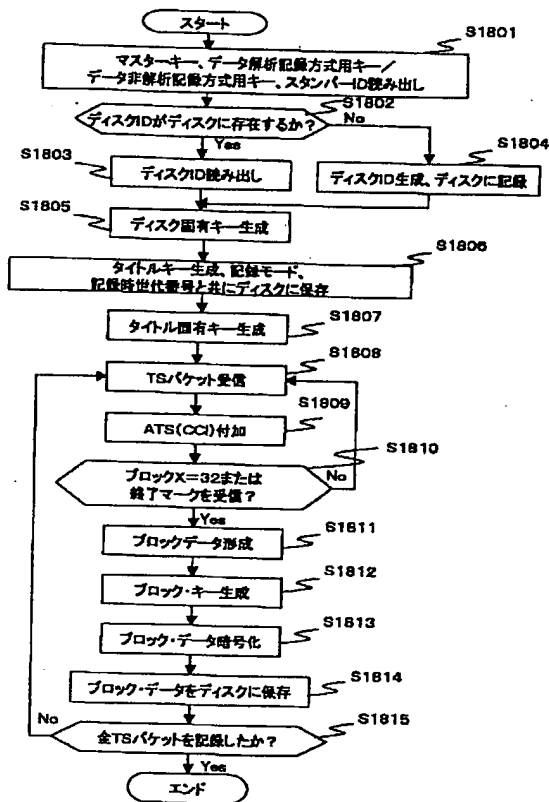 スタート
S1801
マスターキー、データ解析記録方式用キー/
データ非解析記録方式用キー、スタンパーID読み出し
S1802
ディスクIDがディスクに存在するか?
No
Yes
S1803
ディスクID読み出し
S1804
ディスクID生成、ディスクに記録
S1805
ディスク固有キー生成
S1806
タイトルキー生成、記録モード、
記録時世代番号と共にディスクに保存
S1807
タイトル固有キー生成
S1808
TSパケット受信
S1809
ATS(CCI)付加
S1810
ブロックX=32または
終了マークを受信?
No
Yes
S1811
ブロックデータ形成
S1812
ブロック・キー生成
S1813
ブロック・データ暗号化
S1814
ブロック・データをディスクに保存
S1815
No
全TSパケットを記録したか?
Yes
エンド